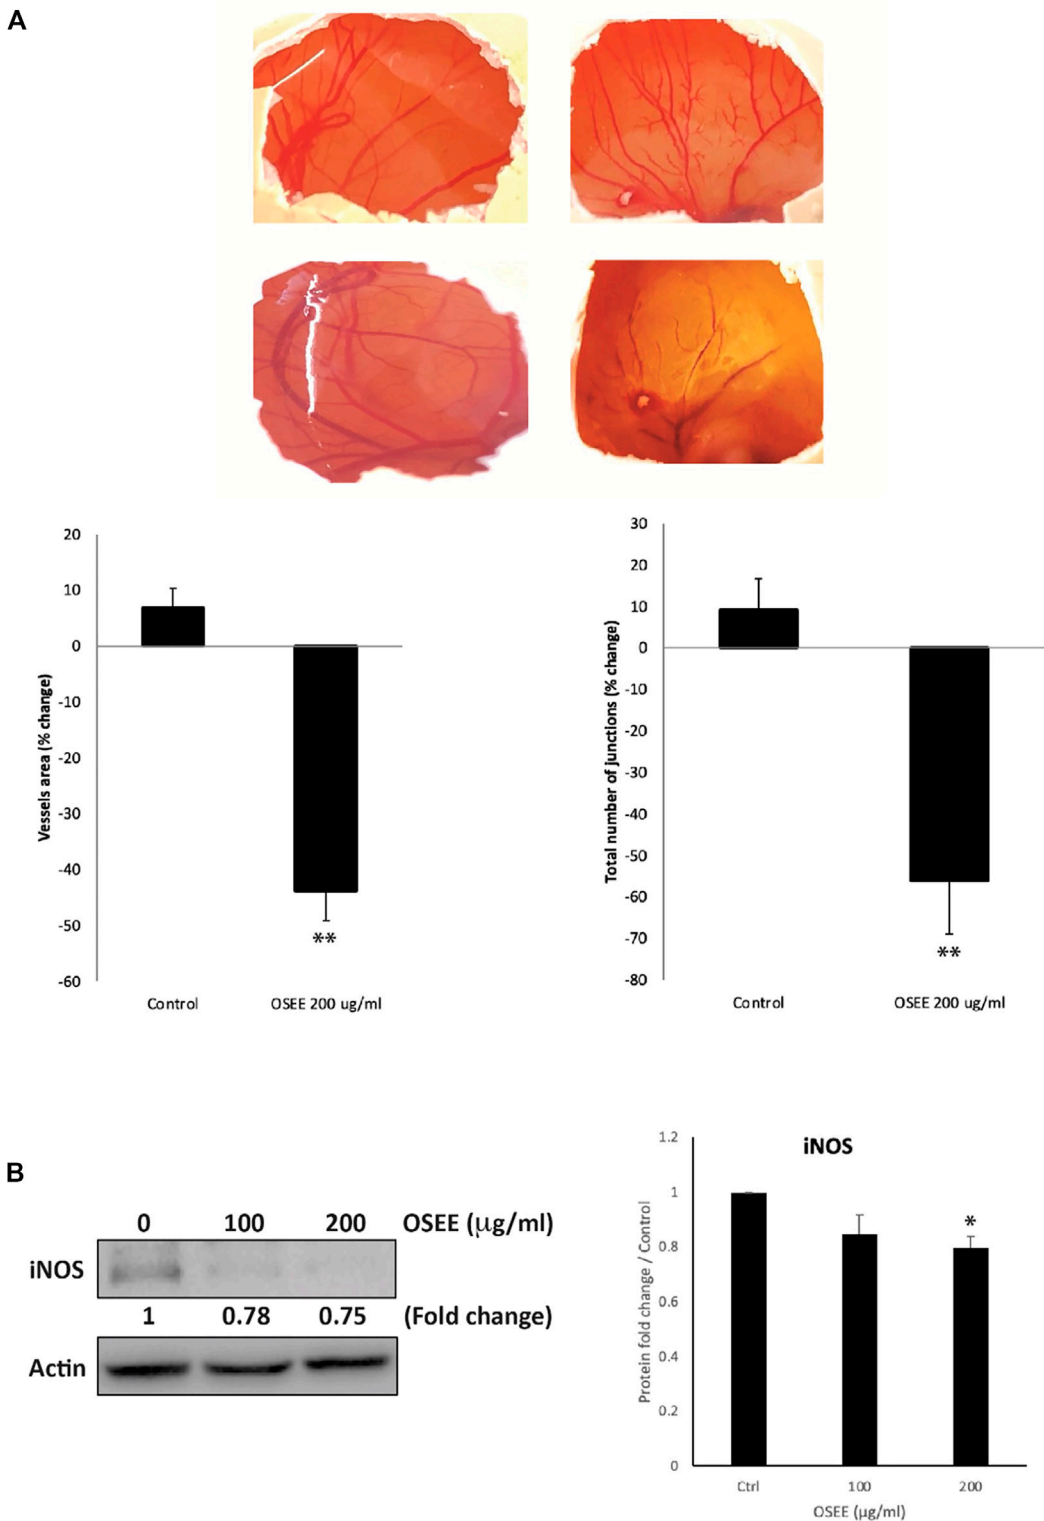 A
20
10
0
-10
-20
-30
-40
-50
-60
Vessels area (% change)
**
Control
OSEE 200 ug/ml
30
20
10
0
-10
-20
-30
-40
-50
-60
-70
-80
Total number of junctions (% change)
**
Control
OSEE 200 ug/ml
B
0 100 200 OSEE (µg/ml)
iNOS
1 0.78 0.75 (Fold change)
Actin
iNOS
1.2
1
0.8
0.6
0.4
0.2
0
Protein fold change / Control
*
Ctrl 100 200
OSEE (µg/ml)